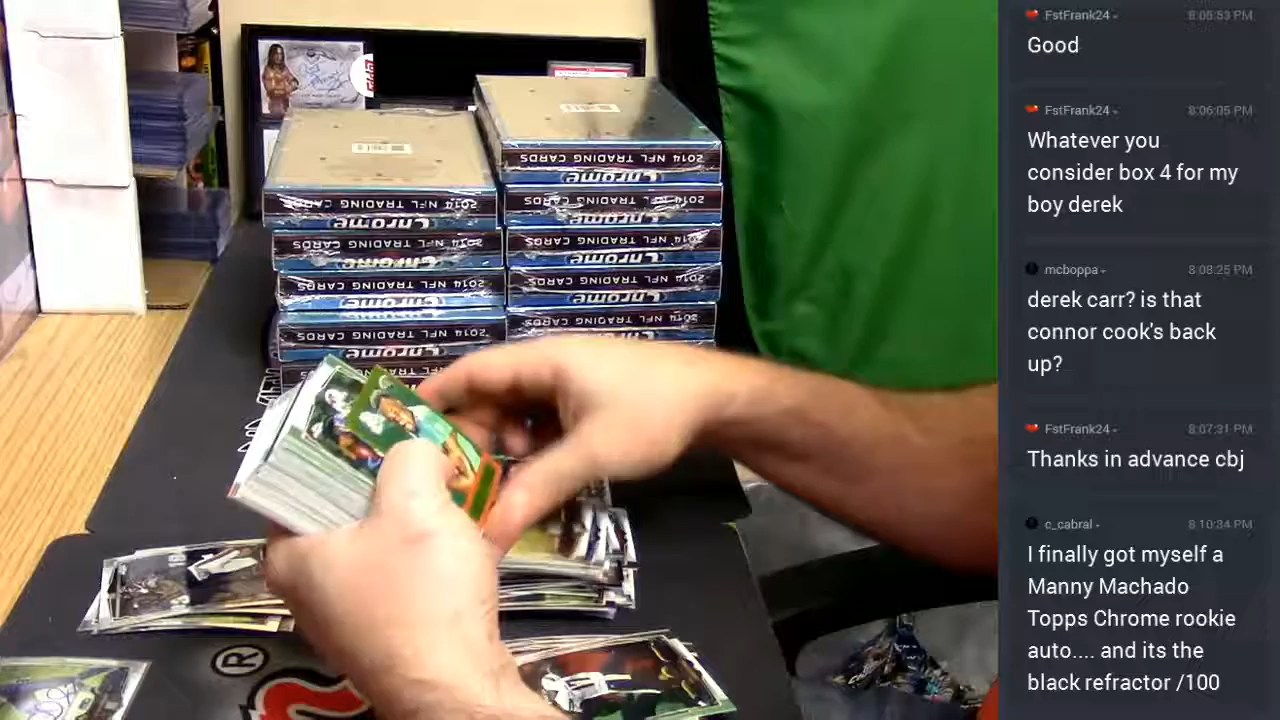 FstFrank24 8:05:53 PM
Good
FstFrank24 8:06:05 PM
Whatever you
consider box 4 for my
boy derek
mcboppa 8:08:25 PM
derek carr? is that
connor cook's back
up?
FstFrank24 8:07:31 PM
Thanks in advance cbj
c_cabral 8:10:34 PM
I finally got myself a
Manny Machado
Topps Chrome rookie
auto.... and its the
black refractor /100
2014 NFL TRADING CARDS
Chrome
2014 NFL TRADING CARDS
Chrome
2014 NFL TRADING CARDS
Chrome
2014 NFL TRADING CARDS
Chrome
2014 NFL TRADING CARDS
Chrome
2014 NFL TRADING CARDS
Chrome
2014 NFL TRADING CARDS
Chrome
2014 NFL TRADING CARDS
Chrome
2014 NFL TRADING CARDS
®